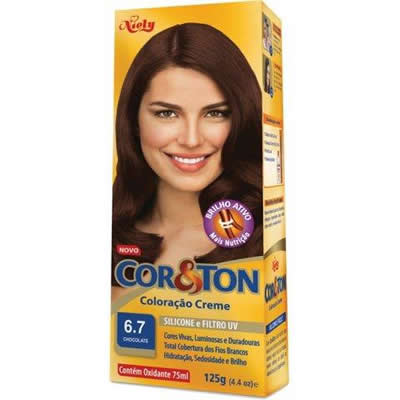 Niely
BRILHO ATIVO
Mais Nutrição
NOVO
COR&TON
Coloração Creme
6.7
CHOCOLATE
SILICONE e FILTRO UV
Cores Vivas, Luminosas e Duradouras
Total Cobertura dos Fios Brancos
Hidratação, Sedosidade e Brilho
Contém Oxidante 75ml
125g (4.4 oz)e
Niely
COR&TON